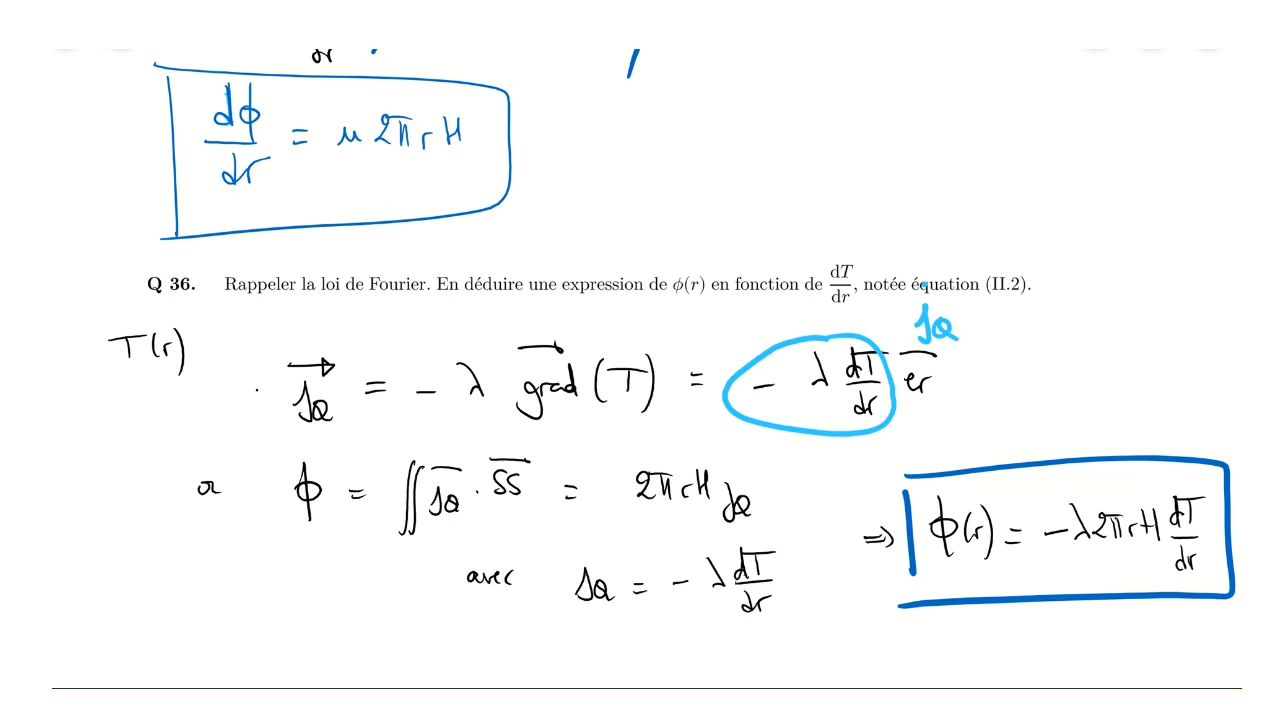 dr
dϕ/dr = μ 2π r H
Q 36. Rappeler la loi de Fourier. En déduire une expression de ϕ(r) en fonction de dT/dr, notée équation (II.2).
T(r)
JQ
JQ = - λ grad (T) = - λ dT/dr er
or ϕ = ∬ JQ . δS = 2π r H JQ
⇒ ϕ(r) = - λ 2π r H dT/dr
avec JQ = - λ dT/dr